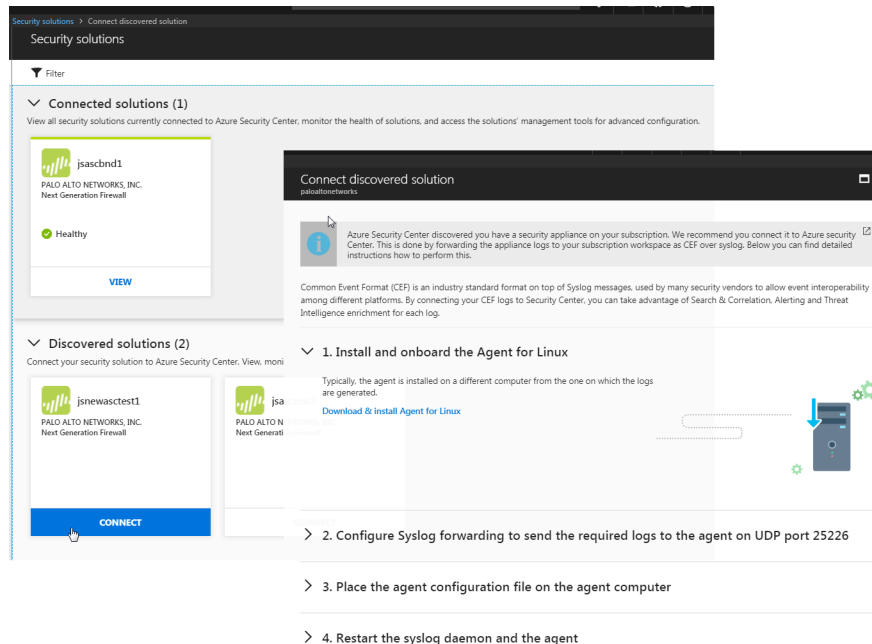 Security solutions > Connect discovered solution
Security solutions
Filter
Connected solutions (1)
View all security solutions currently connected to Azure Security Center, monitor the health of solutions, and access the solutions' management tools for advanced configuration.
jsascbnd1
PALO ALTO NETWORKS, INC.
Next Generation Firewall
Healthy
VIEW
Discovered solutions (2)
Connect your security solution to Azure Security Center. View, moni
jsnewasctest1
PALO ALTO NETWORKS, INC.
Next Generation Firewall
CONNECT
jsa
PALO ALTO N
Next Generati
Connect discovered solution
paloaltonetworks
Azure Security Center discovered you have a security appliance on your subscription. We recommend you connect it to Azure security
Center. This is done by forwarding the appliance logs to your subscription workspace as CEF over syslog. Below you can find detailed
instructions how to perform this.
Common Event Format (CEF) is an industry standard format on top of Syslog messages, used by many security vendors to allow event interoperability
among different platforms. By connecting your CEF logs to Security Center, you can take advantage of Search & Correlation, Alerting and Threat
Intelligence enrichment for each log.
1. Install and onboard the Agent for Linux
Typically, the agent is installed on a different computer from the one on which the logs
are generated.
Download & install Agent for Linux
2. Configure Syslog forwarding to send the required logs to the agent on UDP port 25226
3. Place the agent configuration file on the agent computer
4. Restart the syslog daemon and the agent